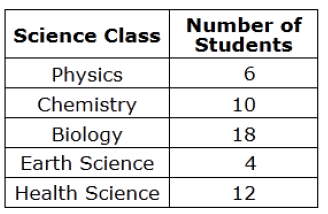 Science Class Number of Students
Physics 6
Chemistry 10
Biology 18
Earth Science 4
Health Science 12